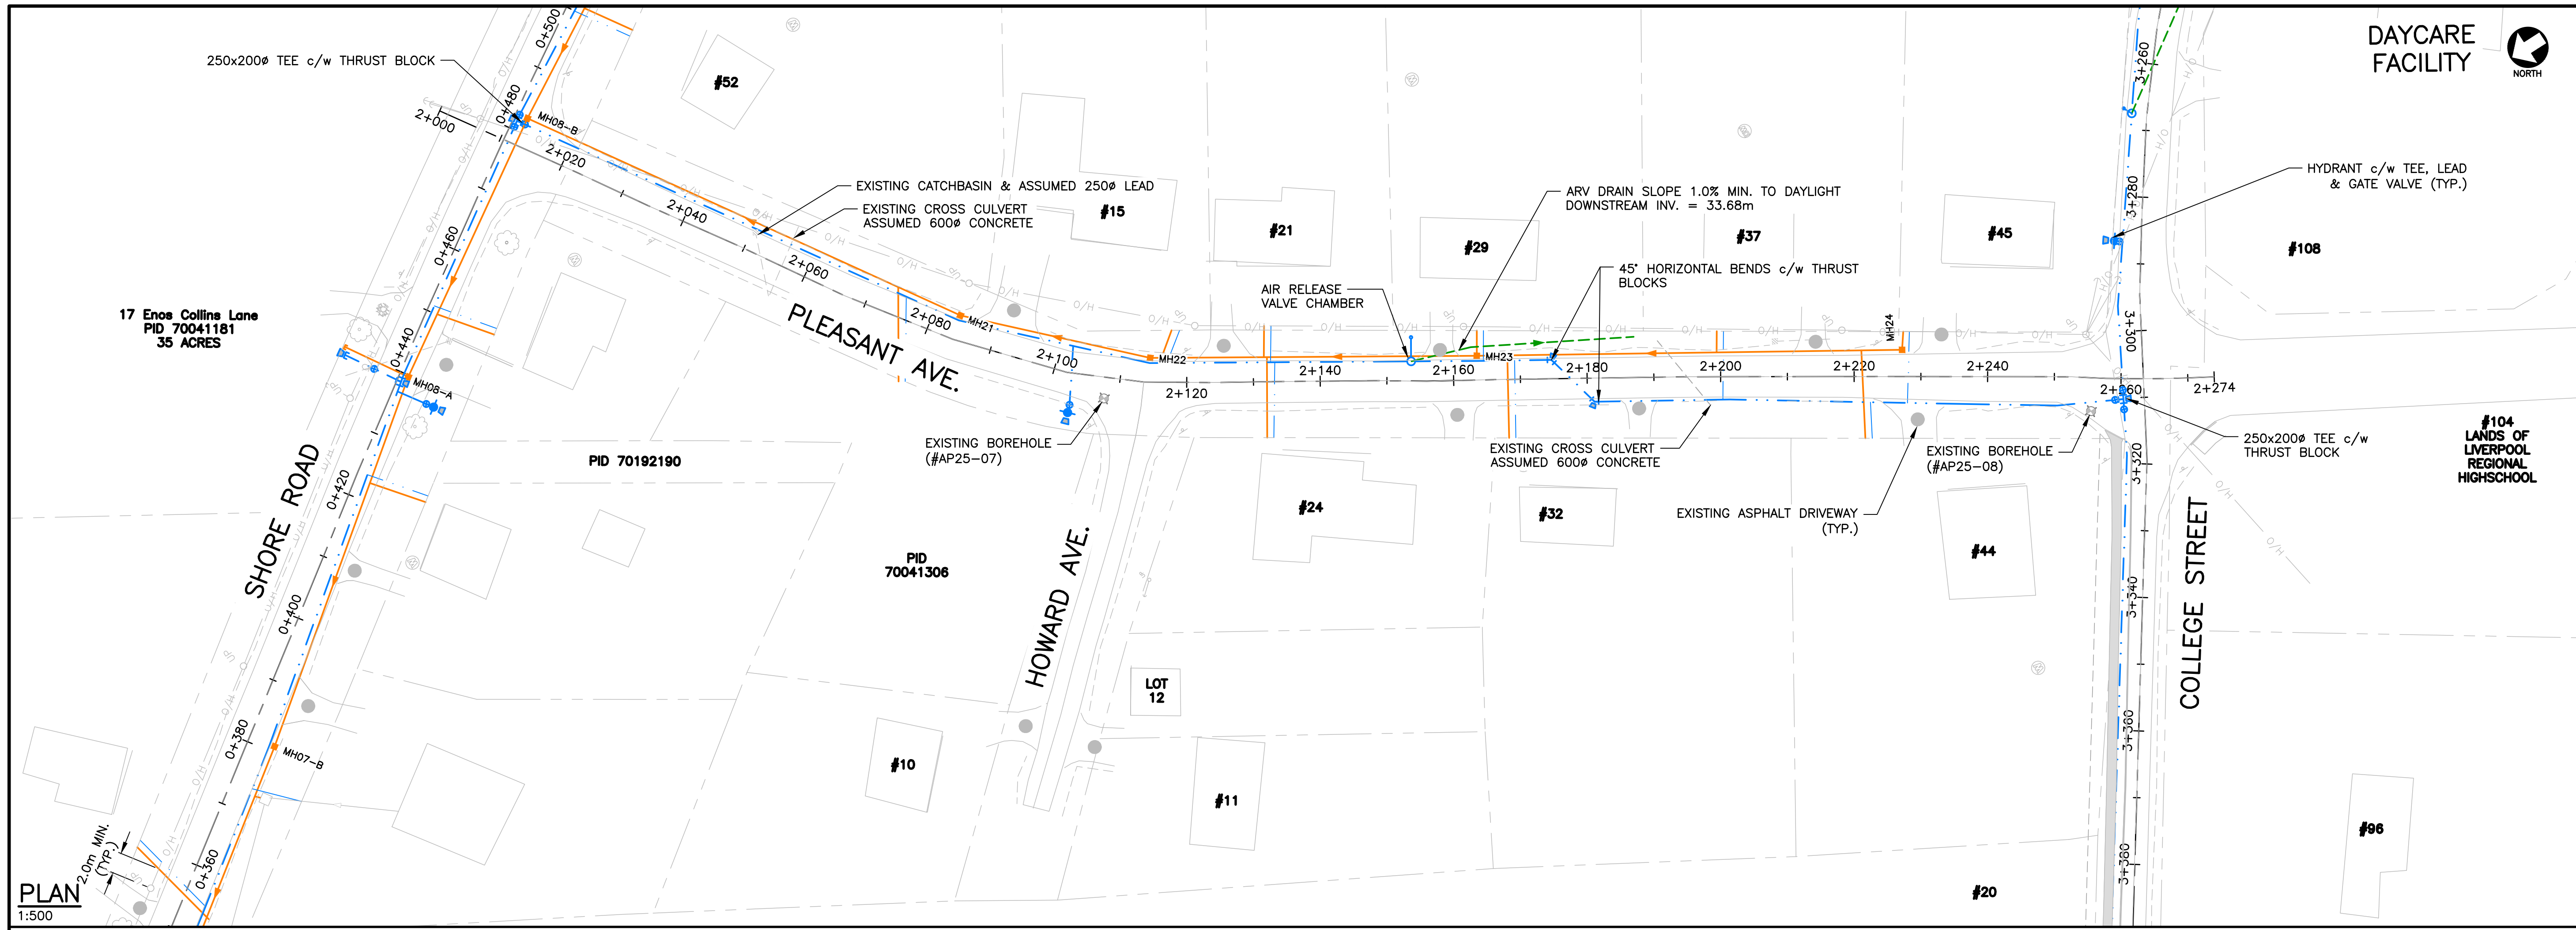 DAYCARE
FACILITY
NORTH
250x200ø TEE c/w THRUST BLOCK
0+500
0+480
2+000
MH08-B
#52
2+020
EXISTING CATCHBASIN & ASSUMED 250ø LEAD
EXISTING CROSS CULVERT
ASSUMED 600ø CONCRETE
#15
ARV DRAIN SLOPE 1.0% MIN. TO DAYLIGHT
DOWNSTREAM INV. = 33.68m
HYDRANT c/w TEE, LEAD
& GATE VALVE (TYP.)
3+260
3+280
2+040
0+460
#21
#29
#37
#45
#108
2+060
45° HORIZONTAL BENDS c/w THRUST
BLOCKS
AIR RELEASE
VALVE CHAMBER
17 Enos Collins Lane
PID 70041181
35 ACRES
PLEASANT AVE.
2+080
MH21
2+100
MH22
MH23
MH24
3+300
0+440
MH08-A
2+120
2+140
2+160
2+180
2+200
2+220
2+240
2+260
2+274
EXISTING BOREHOLE
(#AP25-07)
EXISTING CROSS CULVERT
ASSUMED 600ø CONCRETE
EXISTING BOREHOLE
(#AP25-08)
250x200ø TEE c/w
THRUST BLOCK
#104
LANDS OF
LIVERPOOL
REGIONAL
HIGHSCHOOL
PID 70192190
3+320
0+420
SHORE ROAD
#24
#32
EXISTING ASPHALT DRIVEWAY
(TYP.)
#44
PID
70041306
HOWARD AVE.
COLLEGE STREET
0+400
3+340
LOT
12
0+380
MH07-B
3+360
#10
#11
#96
2.0m MIN.
(TYP.)
0+360
3+380
#20
PLAN
1:500
O/H
O/H
O/H
O/H
O/H
O/H
O/H
O/H
O/H
O/H
O/H
O/H
O/H
UP
UP
UP
UP